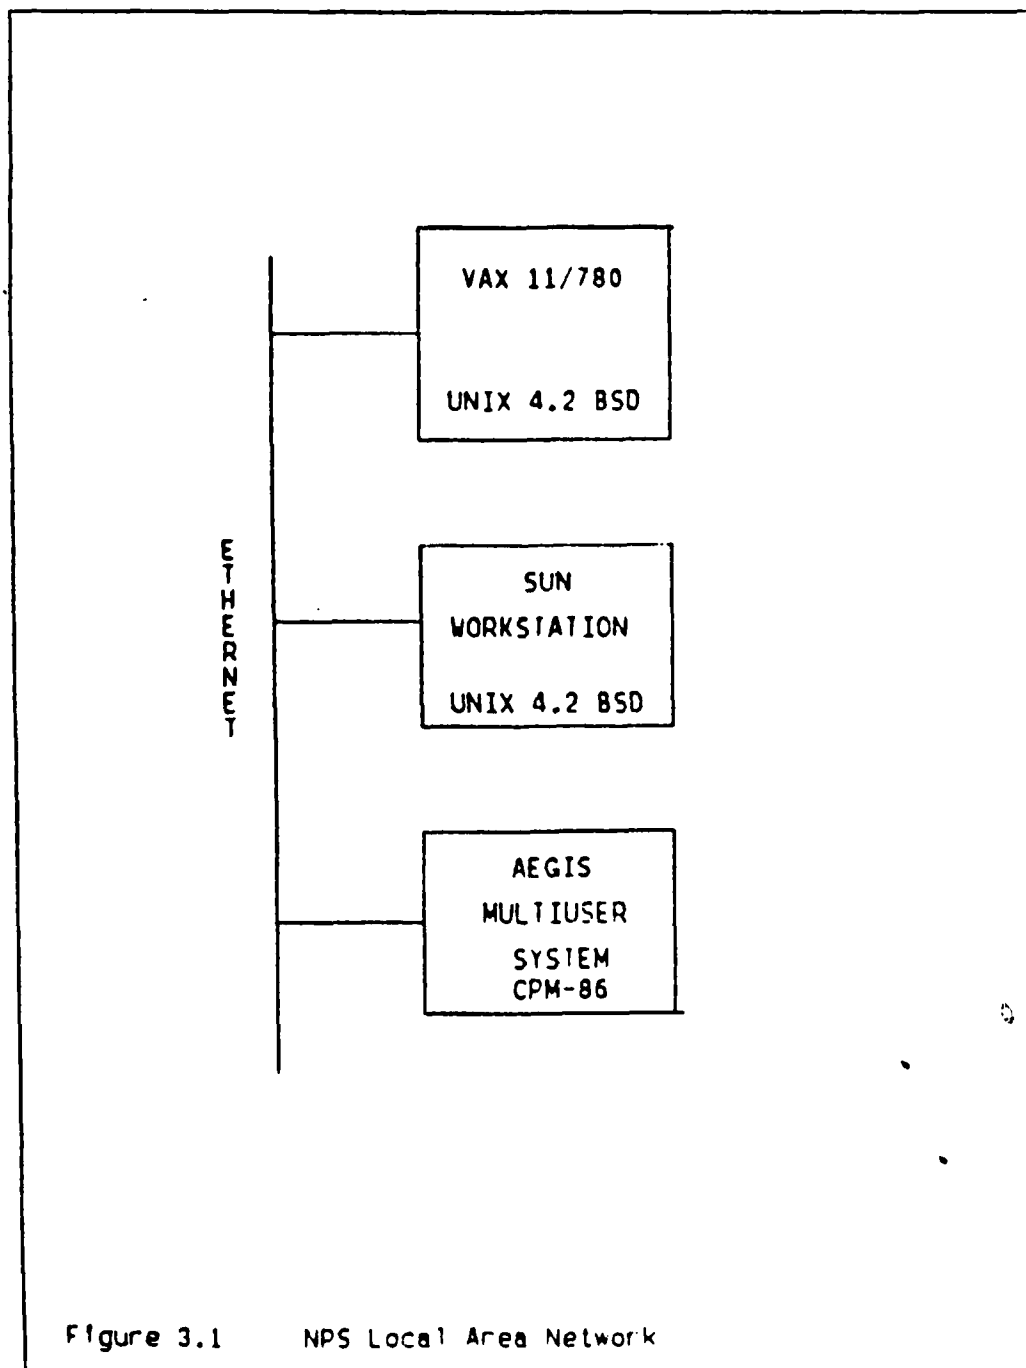 VAX 11/780
UNIX 4.2 BSD
ETHERNET
SUN
WORKSTATION
UNIX 4.2 BSD
AEGIS
MULTIUSER
SYSTEM
CPM-86
Figure 3.1 NPS Local Area Network